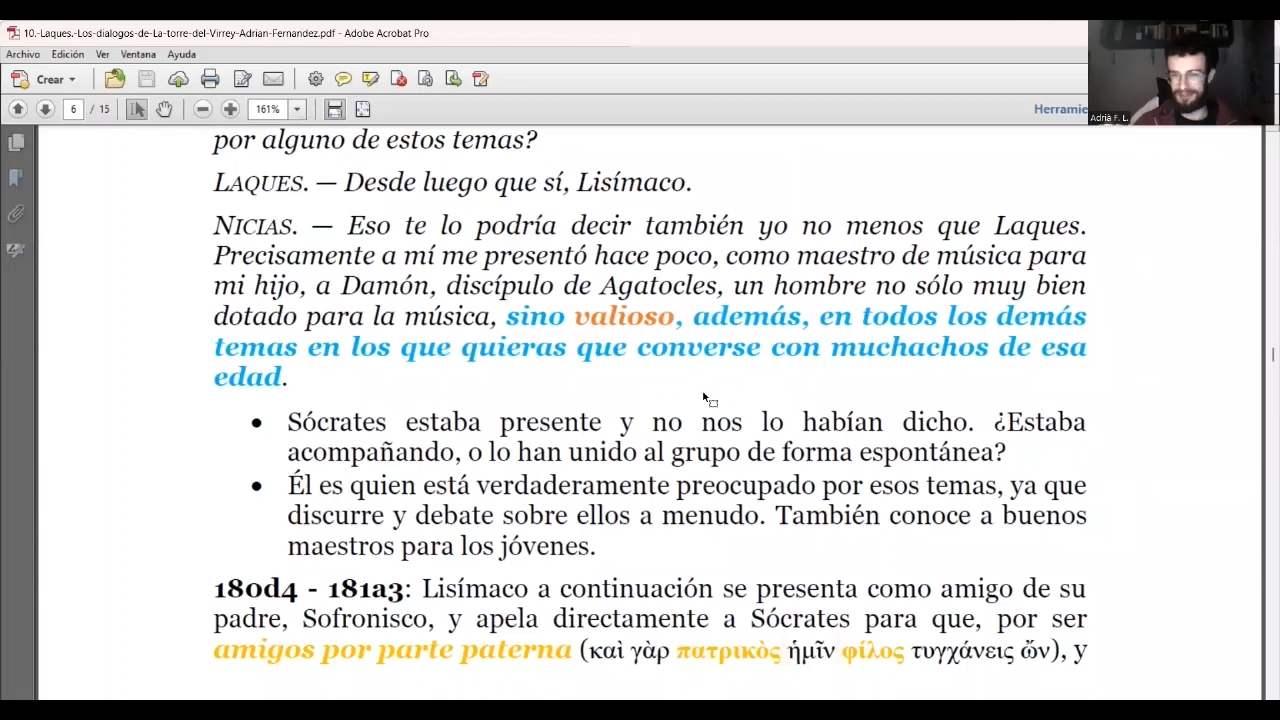 10.-Laques.-Los-dialogos-de-La-torre-del-Virrey-Adrian-Fernandez.pdf - Adobe Acrobat Pro
Archivo Edición Ver Ventana Ayuda
Crear
6 / 15 161% Herramie
Adrià F. L.
por alguno de estos temas?
LAQUES. — Desde luego que sí, Lisímaco.
NICIAS. — Eso te lo podría decir también yo no menos que Laques.
Precisamente a mí me presentó hace poco, como maestro de música para
mi hijo, a Damón, discípulo de Agatocles, un hombre no sólo muy bien
dotado para la música, sino valioso, además, en todos los demás
temas en los que quieras que converse con muchachos de esa
edad.
• Sócrates estaba presente y no nos lo habían dicho. ¿Estaba
acompañando, o lo han unido al grupo de forma espontánea?
• Él es quien está verdaderamente preocupado por esos temas, ya que
discurre y debate sobre ellos a menudo. También conoce a buenos
maestros para los jóvenes.
180d4 - 181a3: Lisímaco a continuación se presenta como amigo de su
padre, Sofronisco, y apela directamente a Sócrates para que, por ser
amigos por parte paterna (καὶ γὰρ πατρικὸς ἡμῖν φίλος τυγχάνεις ὤν), y